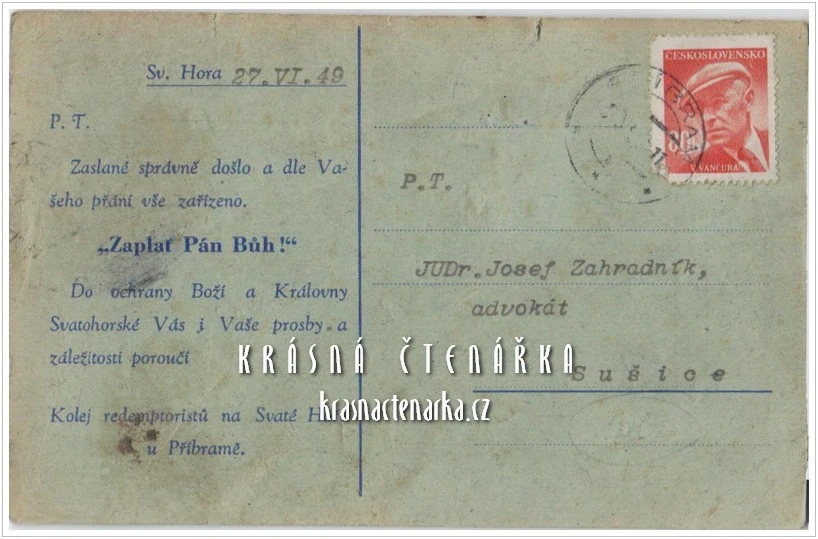 Sv. Hora 27.VI.49
P. T.
Zaslané správně došlo a dle Va-
šeho přání vše zařízeno.
„Zaplať Pán Bůh!“
Do ochrany Boží a Královny
Svatohorské Vás i Vaše prosby a
záležitosti poroučí
Kolej redemptoristů na Svaté
u Příbramě.
ČESKOSLOVENSKO
80
V. VANČURA
P.T.
JUDr.Josef Zahradník,
advokát
Sušice
KRÁSNÁ ČTENÁŘKA
krasnactenarka.cz